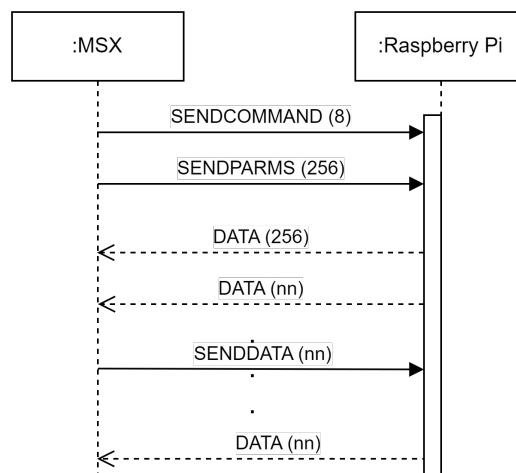 :MSX
:Raspberry Pi
SENDCOMMAND (8)
SENDPARMS (256)
DATA (256)
DATA (nn)
SENDDATA (nn)
DATA (nn)